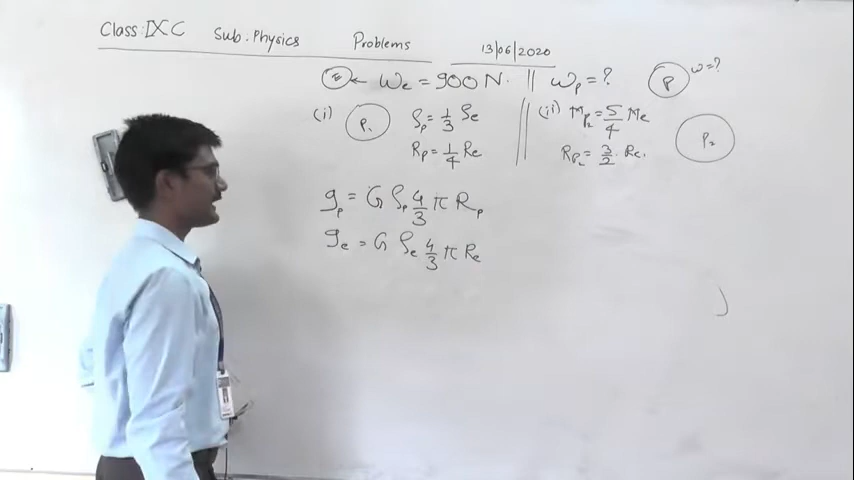 Class: IX C Sub. Physics Problems 13/06/2020
E ← We = 900 N. || Wp = ? P W = ?
(i) P1 ρp = 1/3 ρe
Rp = 1/4 Re
(ii) Mp2 = 5/4 Me P2
Rp2 = 3/2 Re.
gp = G ρp 4/3 π Rp
ge = G ρe 4/3 π Re